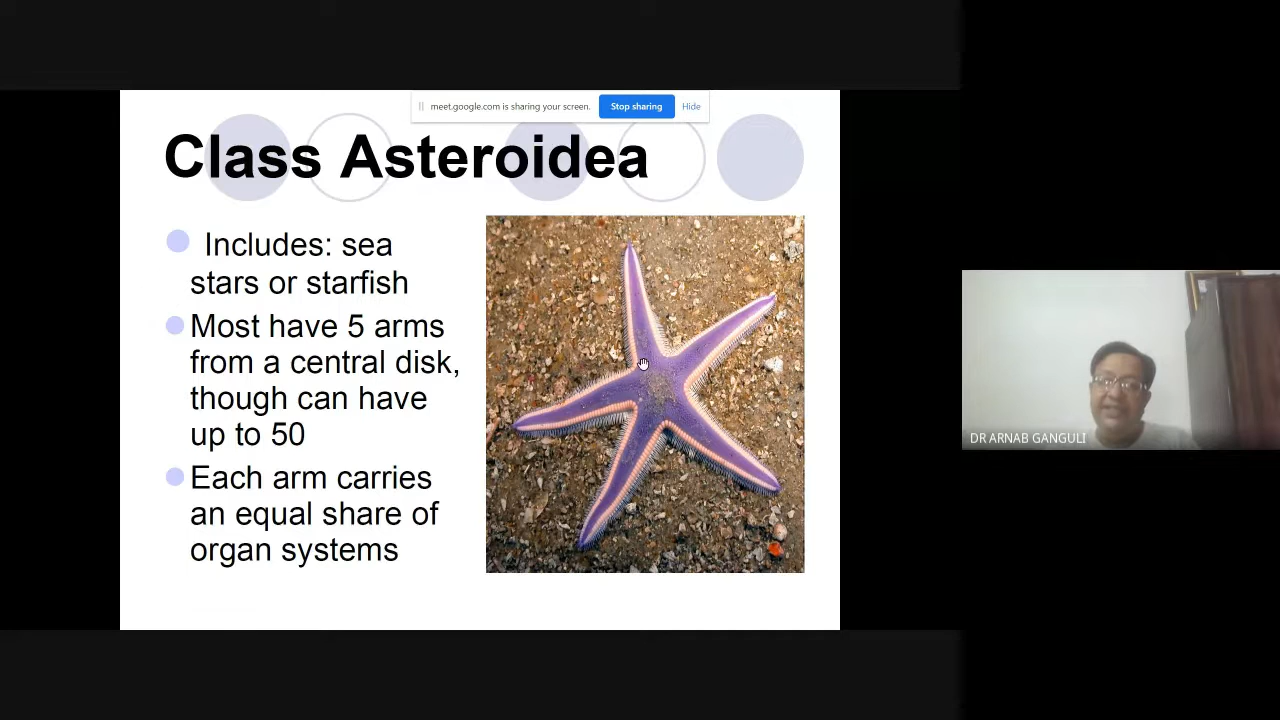 meet.google.com is sharing your screen. Stop sharing Hide
Class Asteroidea
Includes: sea
stars or starfish
Most have 5 arms
from a central disk,
though can have
up to 50
Each arm carries
an equal share of
organ systems
DR ARNAB GANGULI